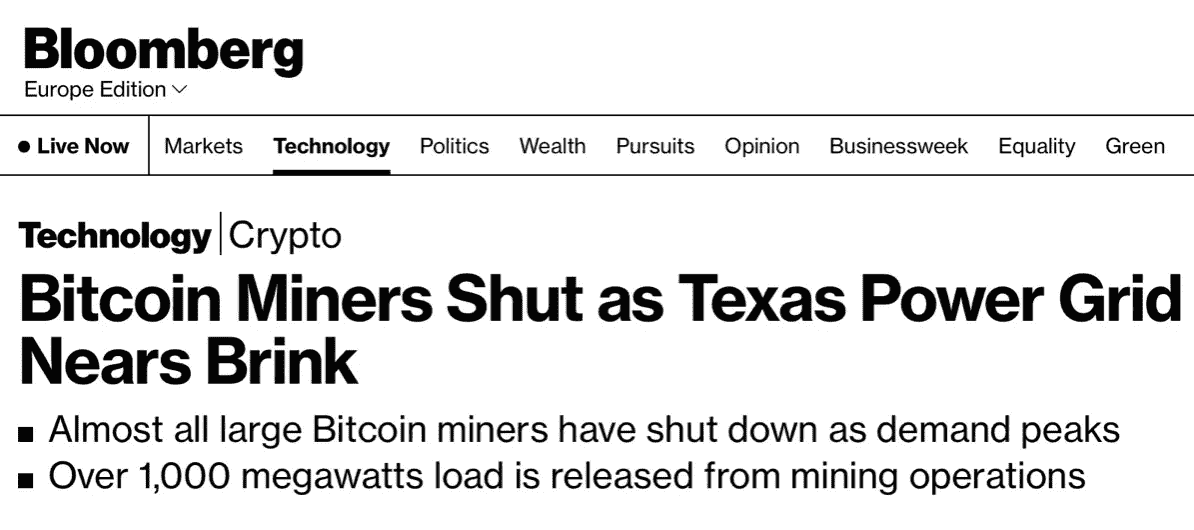 Bloomberg
Europe Edition
Live Now Markets Technology Politics Wealth Pursuits Opinion Businessweek Equality Green
Technology | Crypto
Bitcoin Miners Shut as Texas Power Grid
Nears Brink
Almost all large Bitcoin miners have shut down as demand peaks
Over 1,000 megawatts load is released from mining operations